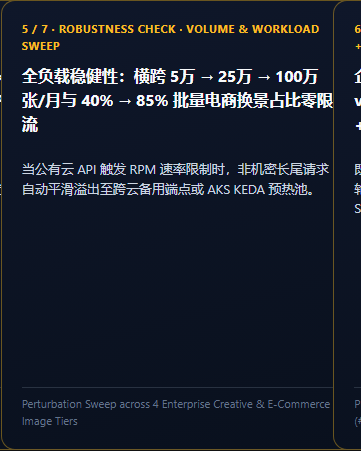 5 / 7 · ROBUSTNESS CHECK · VOLUME & WORKLOAD
SWEEP
全负载稳健性：横跨 5万 → 25万 → 100万
张/月与 40% → 85% 批量电商换景占比零限
流
当公有云 API 触发 RPM 速率限制时，非机密长尾请求
自动平滑溢出至跨云备用端点或 AKS KEDA 预热池。
Perturbation Sweep across 4 Enterprise Creative & E-Commerce
Image Tiers